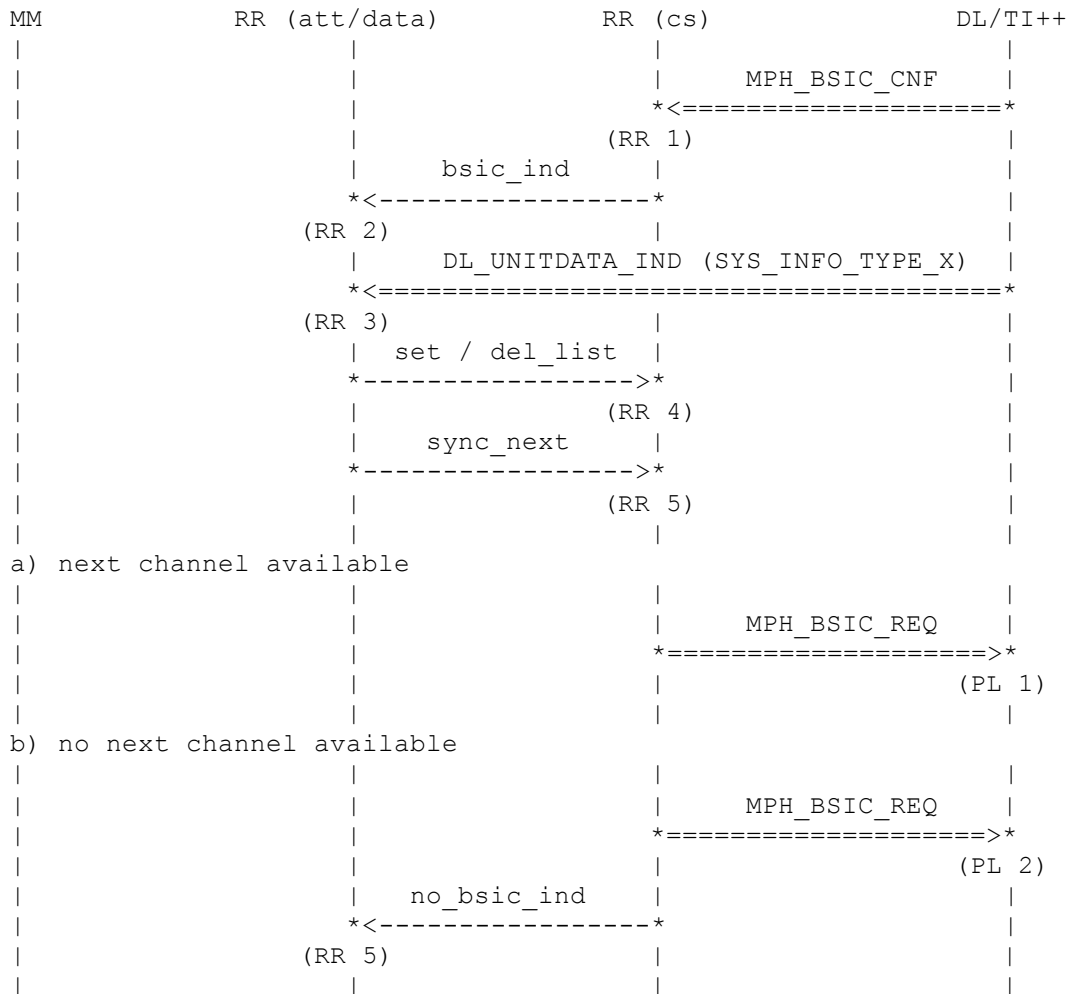 MM RR (att/data) RR (cs) DL/TI++
MPH_BSIC_CNF
(RR 1)
bsic_ind
(RR 2)
DL_UNITDATA_IND (SYS_INFO_TYPE_X)
(RR 3)
set / del_list
(RR 4)
sync_next
(RR 5)
a) next channel available
MPH_BSIC_REQ
(PL 1)
b) no next channel available
MPH_BSIC_REQ
(PL 2)
no_bsic_ind
(RR 5)